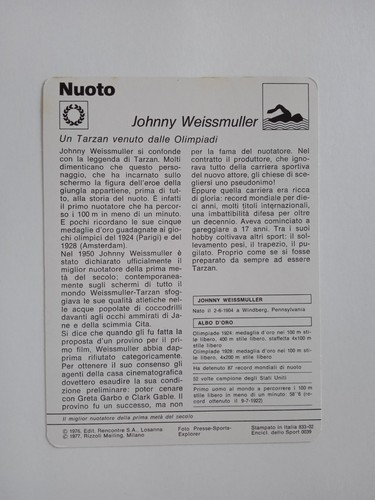 Nuoto
Johnny Weissmuller
Un Tarzan venuto dalle Olimpiadi
Johnny Weissmuller si confonde
con la leggenda di Tarzan. Molti
dimenticano che questo perso-
naggio, che ha incarnato sullo
schermo la figura dell'eroe della
giungla appartiene, prima di tut-
to, alla storia del nuoto. È infatti
il primo nuotatore che ha percor-
so i 100 m in meno di un minuto.
E pochi ricordano le sue cinque
medaglie d'oro guadagnate ai gio-
chi olimpici del 1924 (Parigi) e del
1928 (Amsterdam).
Nel 1950 Johnny Weissmuller è
stato dichiarato ufficialmente il
miglior nuotatore della prima me-
tà del secolo; contemporanea-
mente sugli schermi di tutto il
mondo Weissmuller-Tarzan sfog-
giava le sue qualità atletiche nel-
le acque popolate di coccodrilli
davanti agli occhi ammirati di Ja-
ne e della scimmia Cita.
Si dice che quando gli fu fatta la
proposta d'un provino per il pri-
mo film, Weissmuller abbia dap-
prima rifiutato categoricamente.
Per ottenere il suo consenso gli
agenti della casa cinematografica
dovettero esaudire la sua condi-
zione preliminare: poter cenare
con Greta Garbo e Clark Gable. Il
provino fu un successo, ma non
per la fama del nuotatore. Nel
contratto il produttore, che igno-
rava tutto della carriera sportiva
del nuovo attore, gli chiese di sce-
gliersi uno pseudonimo!
Eppure quella carriera era ricca
di gloria: record mondiale per die-
ci anni, molti titoli internazionali,
una imbattibilità difesa per oltre
un decennio. Aveva cominciato a
gareggiare a 17 anni. Tra i suoi
hobby coltivava altri sport: il sol-
levamento pesi, il trapezio, il pu-
gilato. Proprio come se si fosse
preparato da sempre ad essere
Tarzan.
JOHNNY WEISSMULLER
Nato il 2-6-1904 a Windberg, Pennsylvania
ALBO D'ORO
Olimpiade 1924: medaglia d'oro nei 100 m sti-
le libero, 400 m stile libero, staffetta 4x100 m
stile libero
Olimpiade 1928: medaglia d'oro nei 100 m stile
libero, 4x200 m stile libero
Ha detenuto 87 record mondiali di nuoto
52 volte campione degli Stati Uniti
Primo uomo al mondo a percorrere i 100 m
stile libero in meno di un minuto: 58"6 (re-
cord ottenuto il 9-7-1922)
Il miglior nuotatore della prima metà del secolo
© 1976, Edit. Rencontre S.A., Losanna
© 1977, Rizzoli Mailing, Milano
Foto Presse-Sports-
Explorer
Stampato in Italia 633-02
Encicl. dello Sport 0039